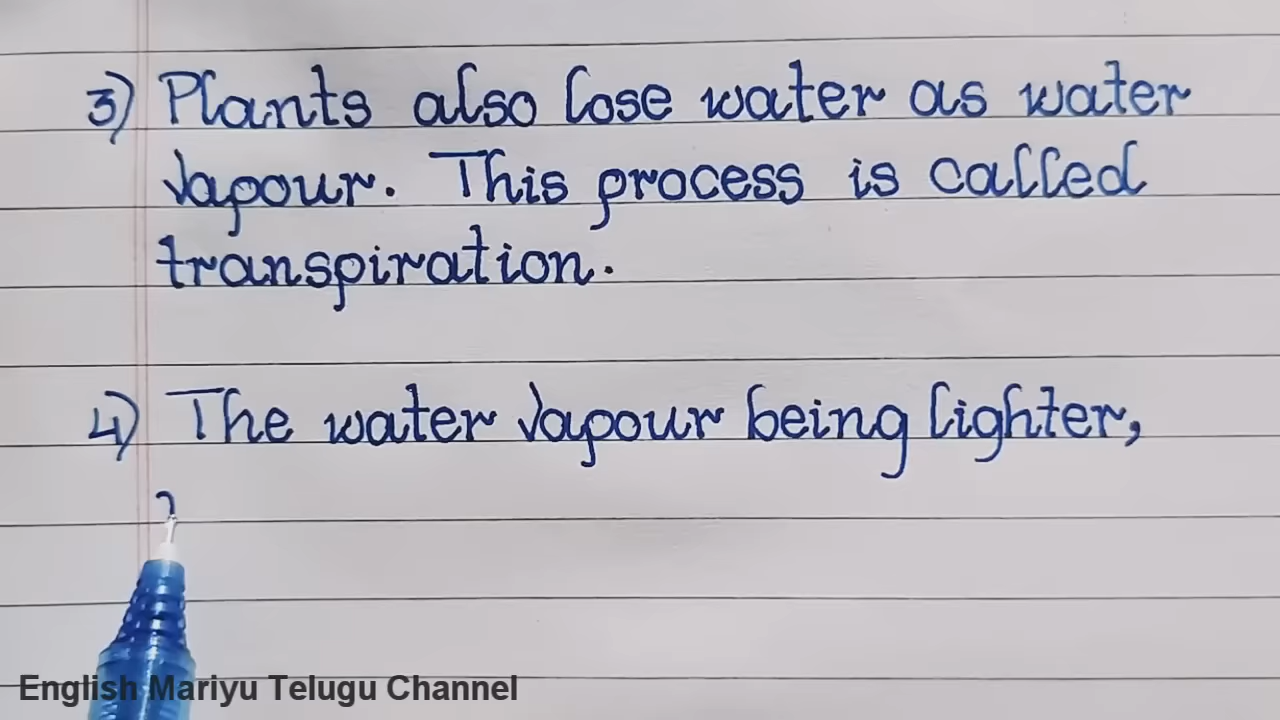 3) Plants also lose water as water
vapour. This process is called
transpiration.
4) The water vapour being lighter,
English Mariyu Telugu Channel